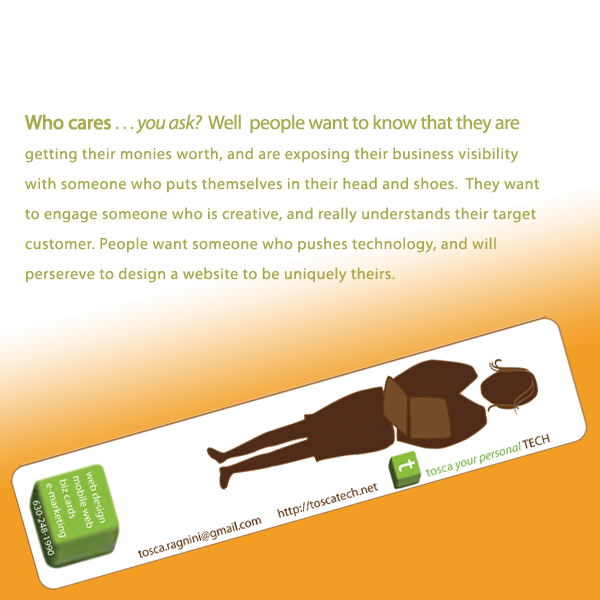 Who cares . . . you ask? Well people want to know that they are
getting their monies worth, and are exposing their business visibility
with someone who puts themselves in their head and shoes. They want
to engage someone who is creative, and really understands their target
customer. People want someone who pushes technology, and will
persereve to design a website to be uniquely theirs.
web design
mobile web
biz cards
e-marketing
630-248-1990
tosca.ragnini@gmail.com
http://toscatech.net
t
tosca your personal TECH